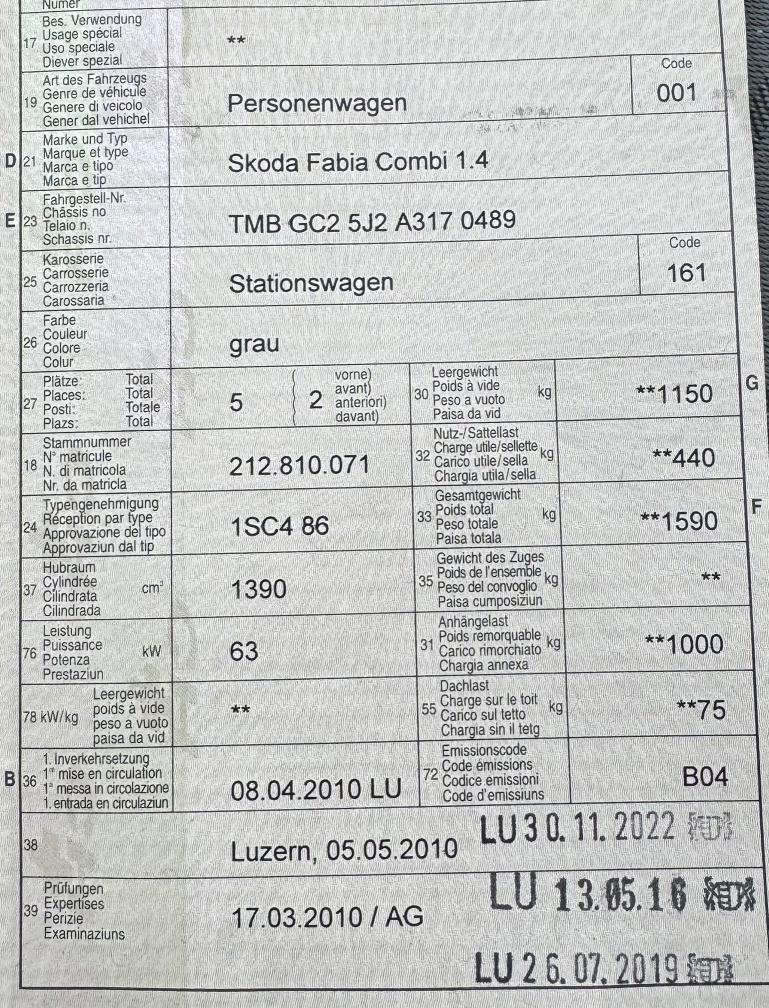 Numer
17 Bes. Verwendung
Usage spécial
Uso speciale
Diever spezial
**
19 Art des Fahrzeugs
Genre de véhicule
Genere di veicolo
Gener dal vehichel
Personenwagen
Code
001
D 21 Marke und Typ
Marque et type
Marca e tipo
Marca e tip
Skoda Fabia Combi 1.4
E 23 Fahrgestell-Nr.
Châssis no
Telaio n.
Schassis nr.
TMB GC2 5J2 A317 0489
25 Karosserie
Carrosserie
Carrozzeria
Carossaria
Stationswagen
Code
161
26 Farbe
Couleur
Colore
Colur
grau
27 Plätze: Total
Places: Total
Posti: Totale
Plazs: Total
5 ( 2 vorne)
avant)
anteriori)
davant)
30 Leergewicht
Poids à vide
Peso a vuoto
Paisa da vid
kg
**1150
G
18 Stammnummer
N° matricule
N. di matricola
Nr. da matricla
212.810.071
32 Nutz-/Sattellast
Charge utile/sellette
Carico utile/sella
Chargia utila/sella
kg
**440
24 Typengenehmigung
Réception par type
Approvazione del tipo
Approvaziun dal tip
1SC4 86
33 Gesamtgewicht
Poids total
Peso totale
Paisa totala
kg
**1590
F
37 Hubraum
Cylindrée
Cilindrata
Cilindrada
cm³
1390
35 Gewicht des Zuges
Poids de l'ensemble
Peso del convoglio
Paisa cumposiziun
kg
**
76 Leistung
Puissance
Potenza
Prestaziun
kW
63
31 Anhängelast
Poids remorquable
Carico rimorchiato
Chargia annexa
kg
**1000
78 kW/kg Leergewicht
poids à vide
peso a vuoto
paisa da vid
**
55 Dachlast
Charge sur le toit
Carico sul tetto
Chargia sin il tetg
kg
**75
B 36 1. Inverkehrsetzung
1re mise en circulation
1a messa in circolazione
1. entrada en circulaziun
08.04.2010 LU
72 Emissionscode
Code émissions
Codice emissioni
Code d'emissiuns
B04
38
Luzern, 05.05.2010
LU 30.11.2022
39 Prüfungen
Expertises
Perizie
Examinaziuns
17.03.2010 / AG
LU 13.05.16
LU 26.07.2019